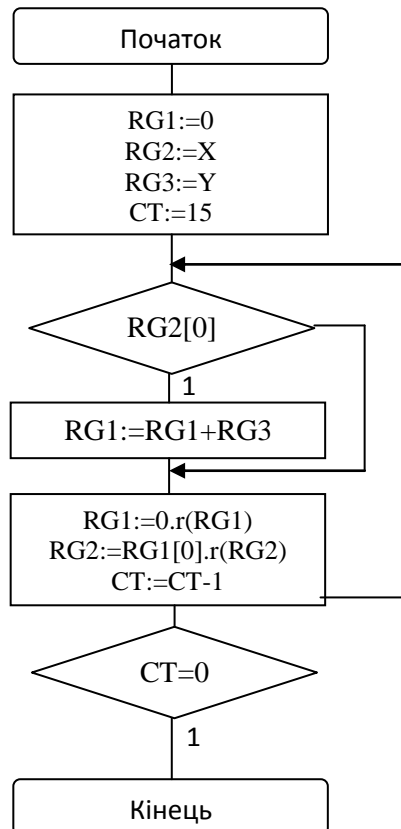 Початок
RG1:=0
RG2:=X
RG3:=Y
CT:=15
RG2[0]
1
RG1:=RG1+RG3
RG1:=0.r(RG1)
RG2:=RG1[0].r(RG2)
CT:=CT-1
CT=0
1
Кінець